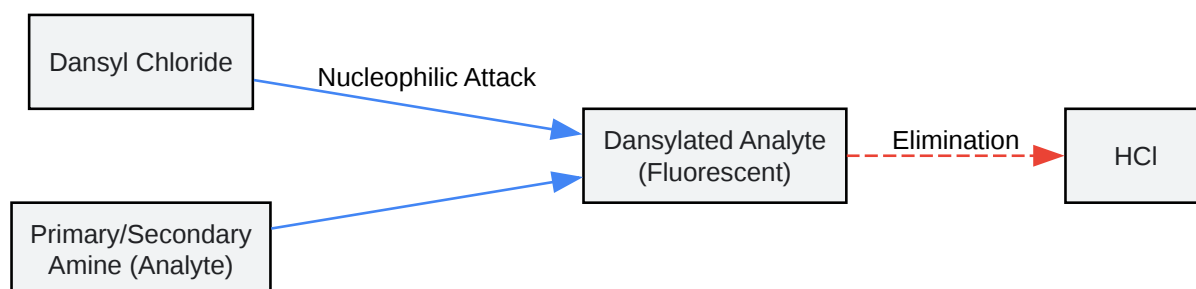 Dansyl Chloride
Nucleophilic Attack
Dansylated Analyte
(Fluorescent)
Elimination
HCl
Primary/Secondary
Amine (Analyte)